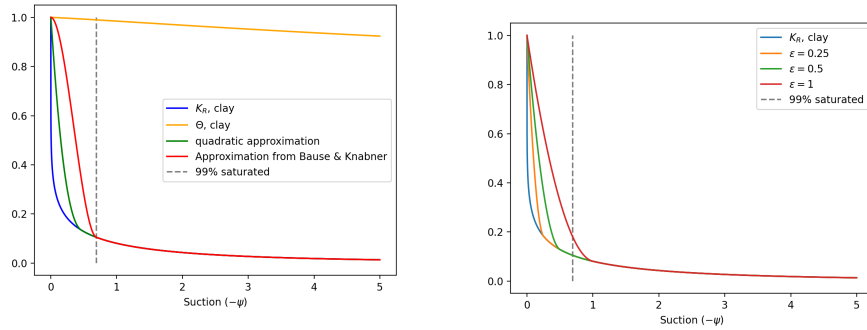 1.0
0.8
0.6
0.4
0.2
0.0
K_R, clay
Θ, clay
quadratic approximation
Approximation from Bause & Knabner
99% saturated
0 1 2 3 4 5
Suction (−ψ)
1.0
0.8
0.6
0.4
0.2
0.0
K_R, clay
ε = 0.25
ε = 0.5
ε = 1
99% saturated
0 1 2 3 4 5
Suction (−ψ)